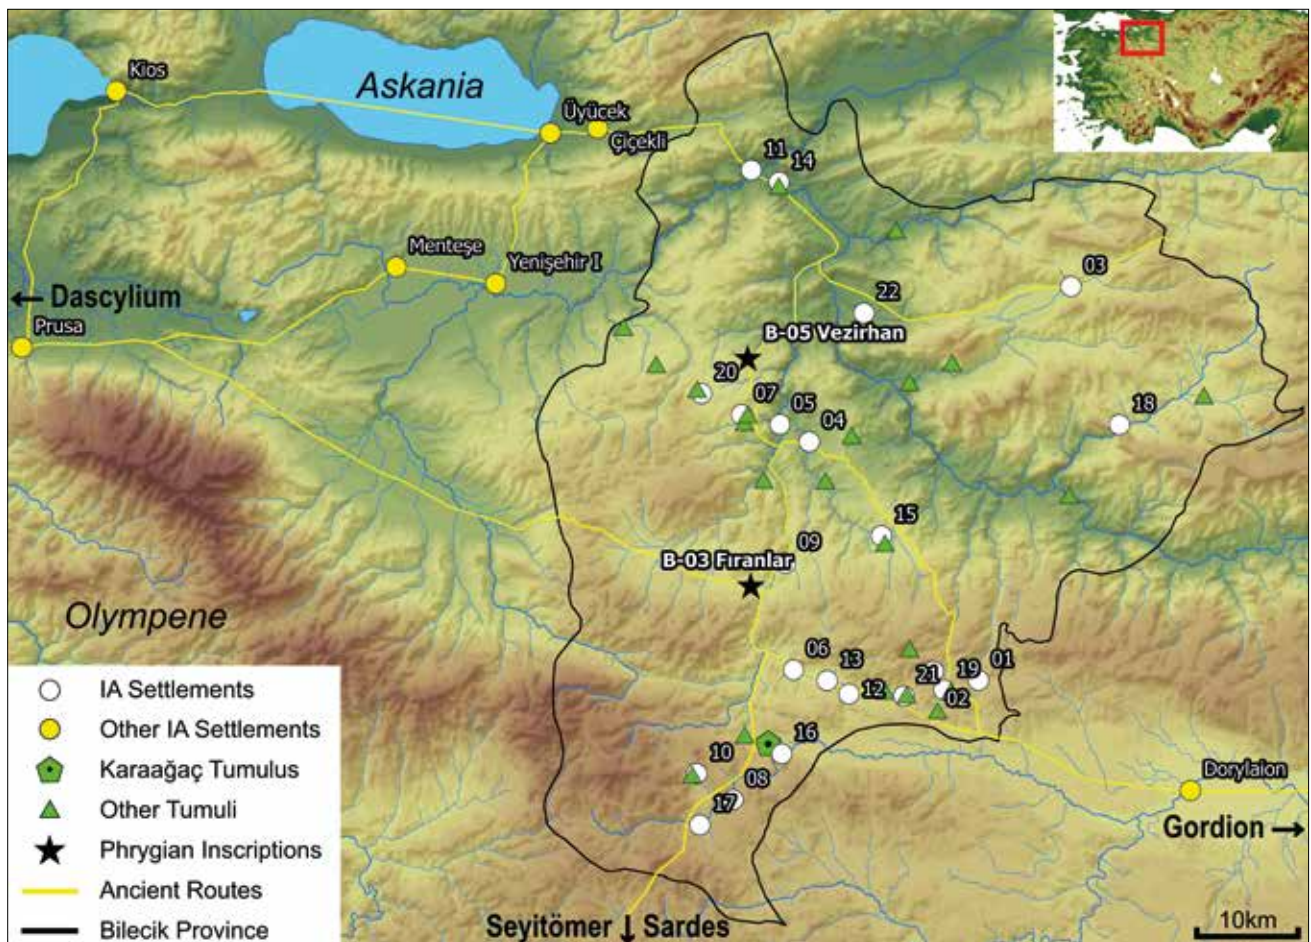 Kios
Askania
Üyücek
Çiçekli
11
14
Menteşe
Yenişehir I
03
← Dascylium
22
Prusa
B-05 Vezirhan
20
07
05
04
18
15
09
B-03 Fıranlar
Olympene
06
13
12
21
19
01
02
16
10
08
17
Dorylaion
Gordion →
IA Settlements
Other IA Settlements
Karaağaç Tumulus
Other Tumuli
Phrygian Inscriptions
Ancient Routes
Bilecik Province
Seyitömer ↓ Sardes
10km